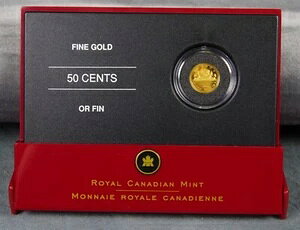 FINE GOLD
50 CENTS
OR FIN
ROYAL CANADIAN MINT
MONNAIE ROYALE CANADIENNE